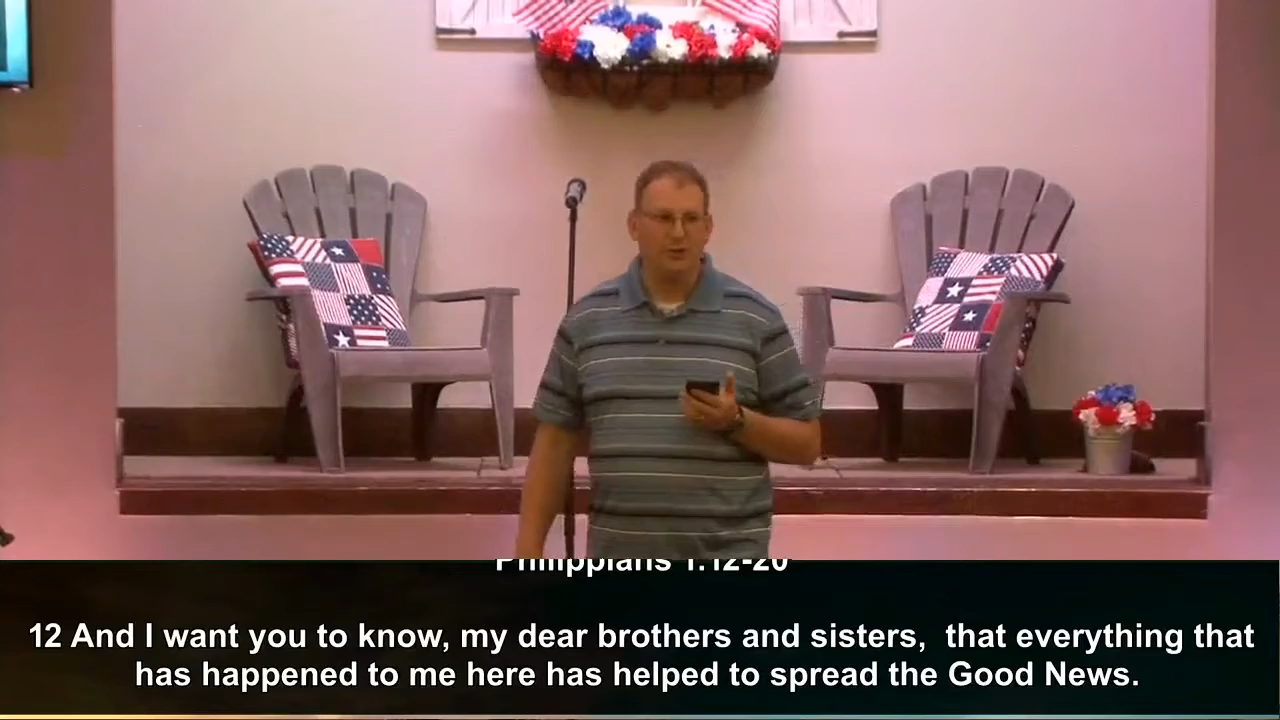 Philippians 1:12-20
12 And I want you to know, my dear brothers and sisters,  that everything that
has happened to me here has helped to spread the Good News.